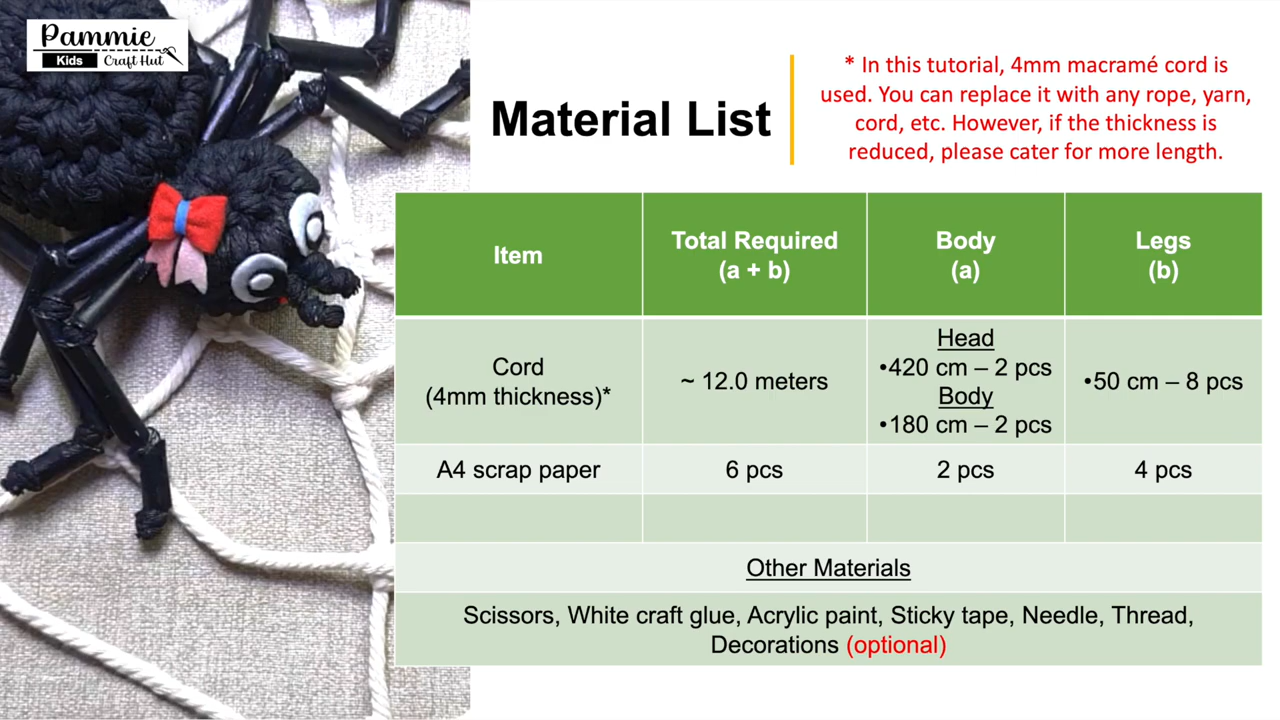 Pammie
Kids Craft Hut
Material List
* In this tutorial, 4mm macramé cord is
used. You can replace it with any rope, yarn,
cord, etc. However, if the thickness is
reduced, please cater for more length.
Item
Total Required
(a + b)
Body
(a)
Legs
(b)
Cord
(4mm thickness)*
~ 12.0 meters
Head
•420 cm – 2 pcs
Body
•180 cm – 2 pcs
•50 cm – 8 pcs
A4 scrap paper
6 pcs
2 pcs
4 pcs
Other Materials
Scissors, White craft glue, Acrylic paint, Sticky tape, Needle, Thread,
Decorations (optional)